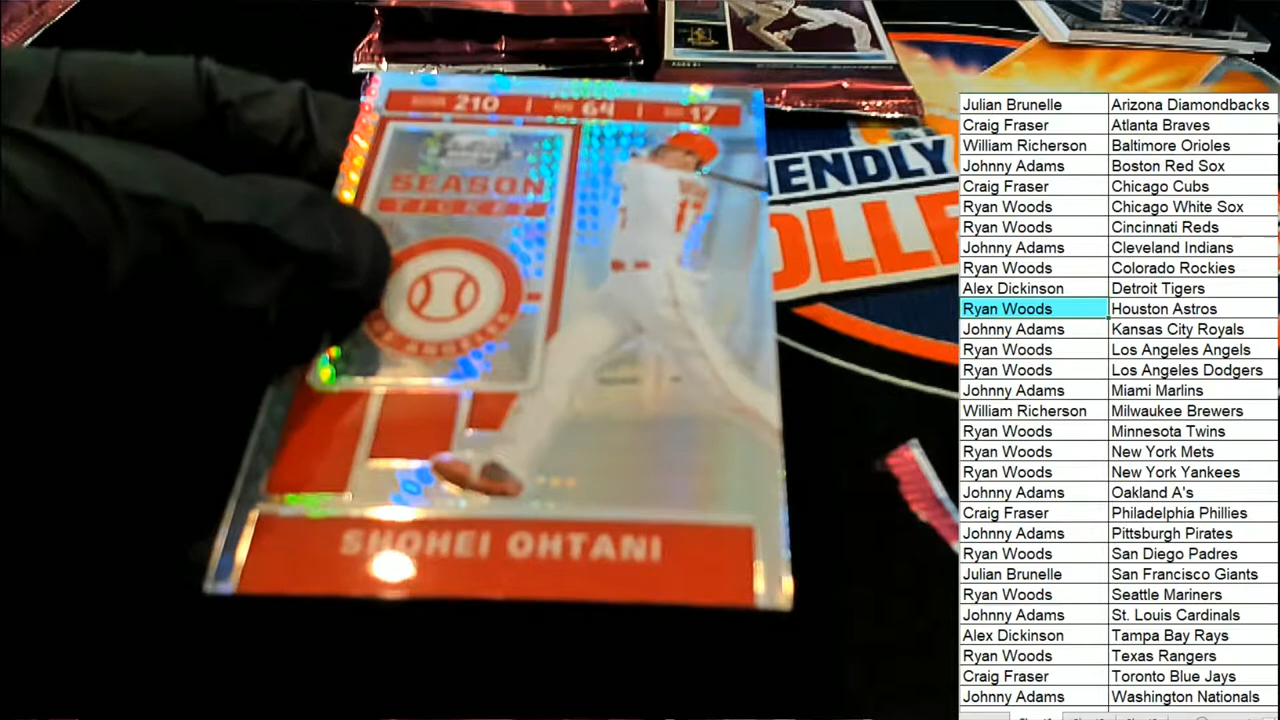 210 | 64 | 17
SEASON
TICKET
LOS ANGELES
17
SHOHEI OHTANI
ENDLY
OLLE
Julian Brunelle Arizona Diamondbacks
Craig Fraser Atlanta Braves
William Richerson Baltimore Orioles
Johnny Adams Boston Red Sox
Craig Fraser Chicago Cubs
Ryan Woods Chicago White Sox
Ryan Woods Cincinnati Reds
Johnny Adams Cleveland Indians
Ryan Woods Colorado Rockies
Alex Dickinson Detroit Tigers
Ryan Woods Houston Astros
Johnny Adams Kansas City Royals
Ryan Woods Los Angeles Angels
Ryan Woods Los Angeles Dodgers
Johnny Adams Miami Marlins
William Richerson Milwaukee Brewers
Ryan Woods Minnesota Twins
Ryan Woods New York Mets
Ryan Woods New York Yankees
Johnny Adams Oakland A's
Craig Fraser Philadelphia Phillies
Johnny Adams Pittsburgh Pirates
Ryan Woods San Diego Padres
Julian Brunelle San Francisco Giants
Ryan Woods Seattle Mariners
Johnny Adams St. Louis Cardinals
Alex Dickinson Tampa Bay Rays
Ryan Woods Texas Rangers
Craig Fraser Toronto Blue Jays
Johnny Adams Washington Nationals